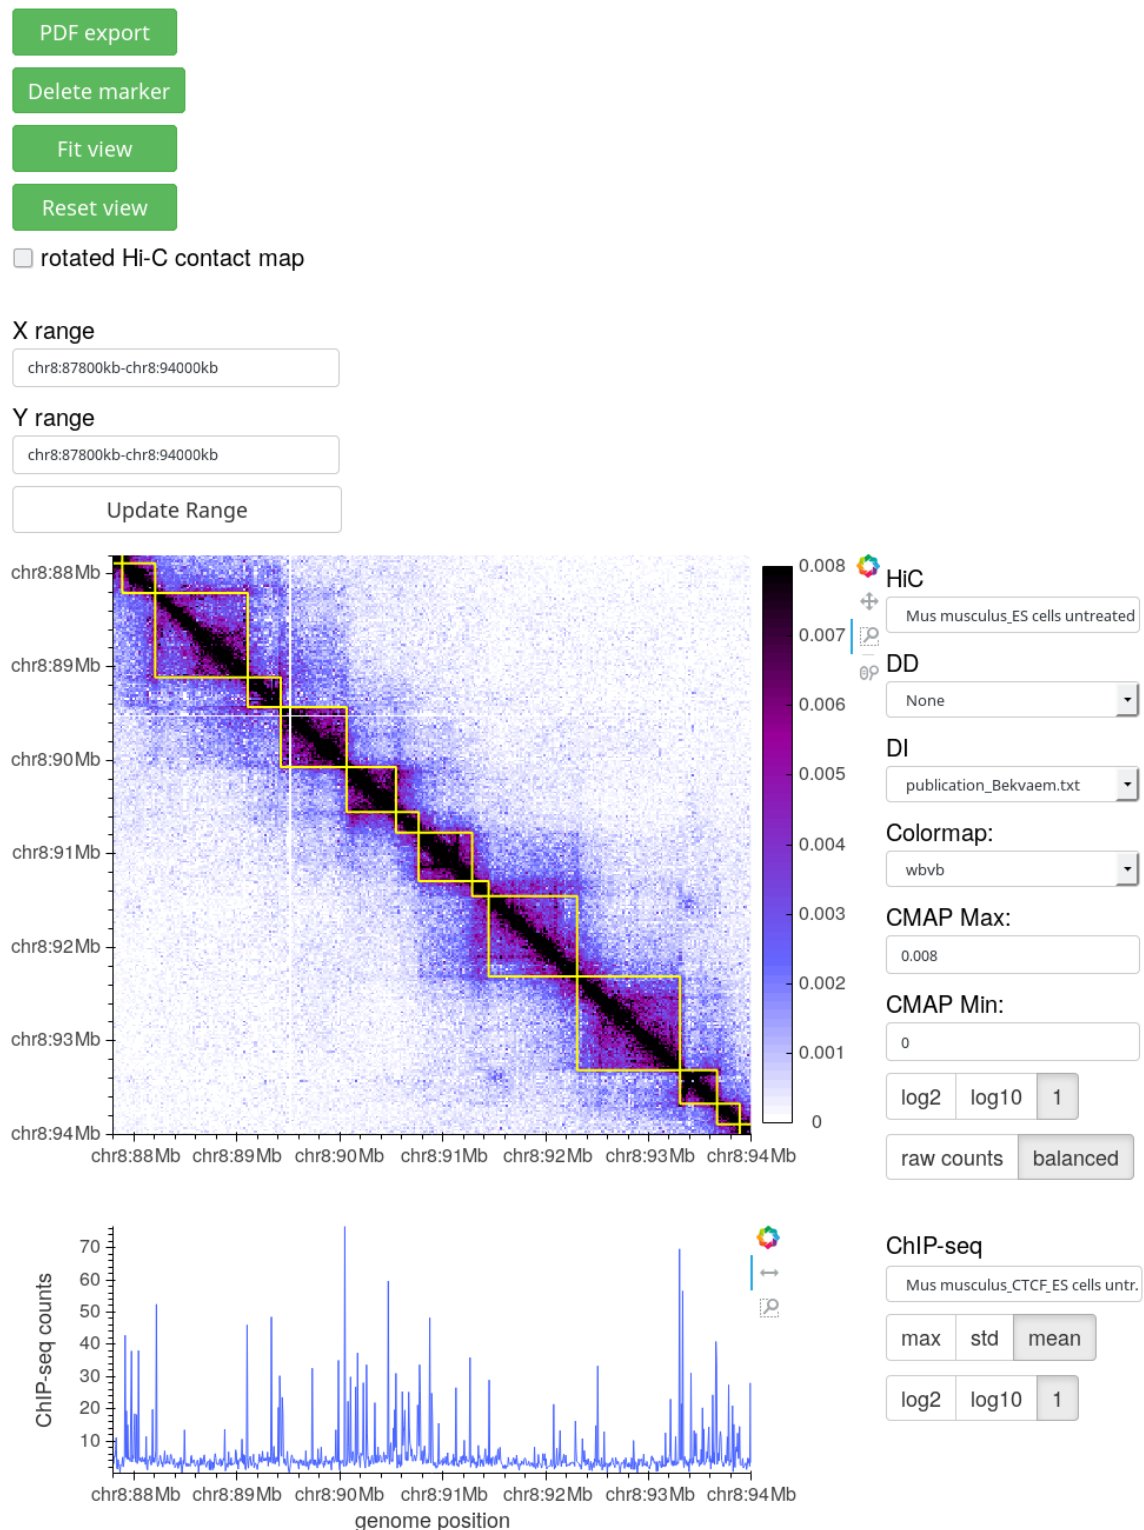 PDF export
Delete marker
Fit view
Reset view
rotated Hi-C contact map
X range
chr8:87800kb-chr8:94000kb
Y range
chr8:87800kb-chr8:94000kb
Update Range
chr8:88Mb
chr8:89Mb
chr8:90Mb
chr8:91Mb
chr8:92Mb
chr8:93Mb
chr8:94Mb
chr8:88Mb chr8:89Mb chr8:90Mb chr8:91Mb chr8:92Mb chr8:93Mb chr8:94Mb
0.008
0.007
0.006
0.005
0.004
0.003
0.002
0.001
0
HiC
Mus musculus_ES cells untreated
DD
None
DI
publication_Bekvaem.txt
Colormap:
wbvb
CMAP Max:
0.008
CMAP Min:
0
log2 log10 1
raw counts balanced
ChIP-seq counts
70
60
50
40
30
20
10
chr8:88Mb chr8:89Mb chr8:90Mb chr8:91Mb chr8:92Mb chr8:93Mb chr8:94Mb
genome position
ChIP-seq
Mus musculus_CTCF_ES cells untr.
max std mean
log2 log10 1